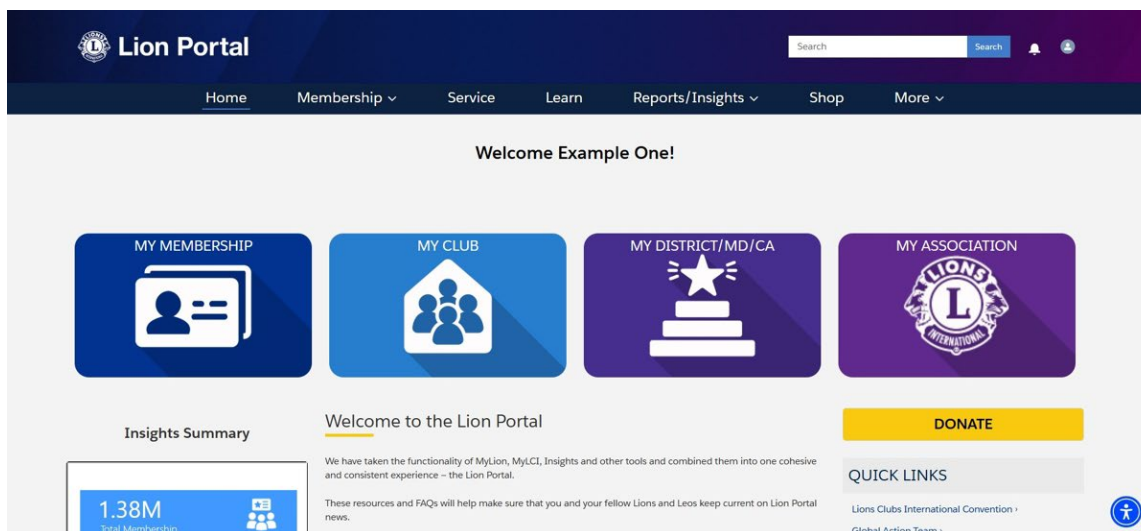 Lion Portal
Search
Search
Home
Membership
Service
Learn
Reports/Insights
Shop
More
Welcome Example One!
MY MEMBERSHIP
MY CLUB
MY DISTRICT/MD/CA
MY ASSOCIATION
LIONS
L
INTERNATIONAL
Insights Summary
1.38M
Total Membership
Welcome to the Lion Portal
We have taken the functionality of MyLion, MyLCI, Insights and other tools and combined them into one cohesive
and consistent experience – the Lion Portal.
These resources and FAQs will help make sure that you and your fellow Lions and Leos keep current on Lion Portal
news.
DONATE
QUICK LINKS
Lions Clubs International Convention ›
Global Action Team ›